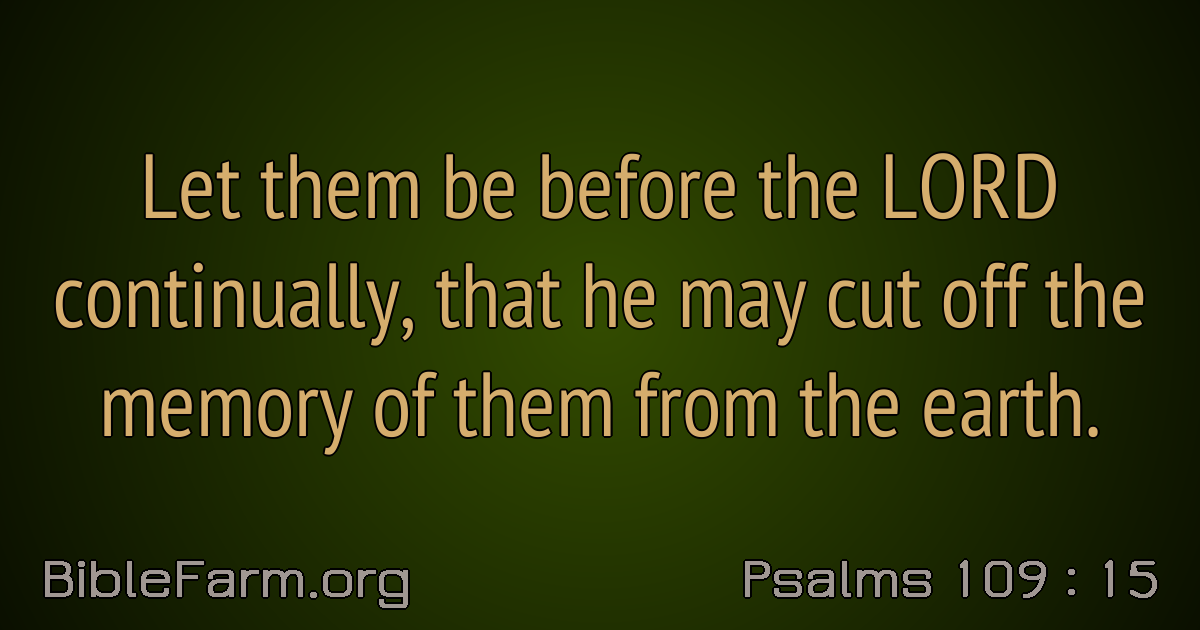 Let them be before the LORD
continually, that he may cut off the
memory of them from the earth.
BibleFarm.org
Psalms 109 : 15